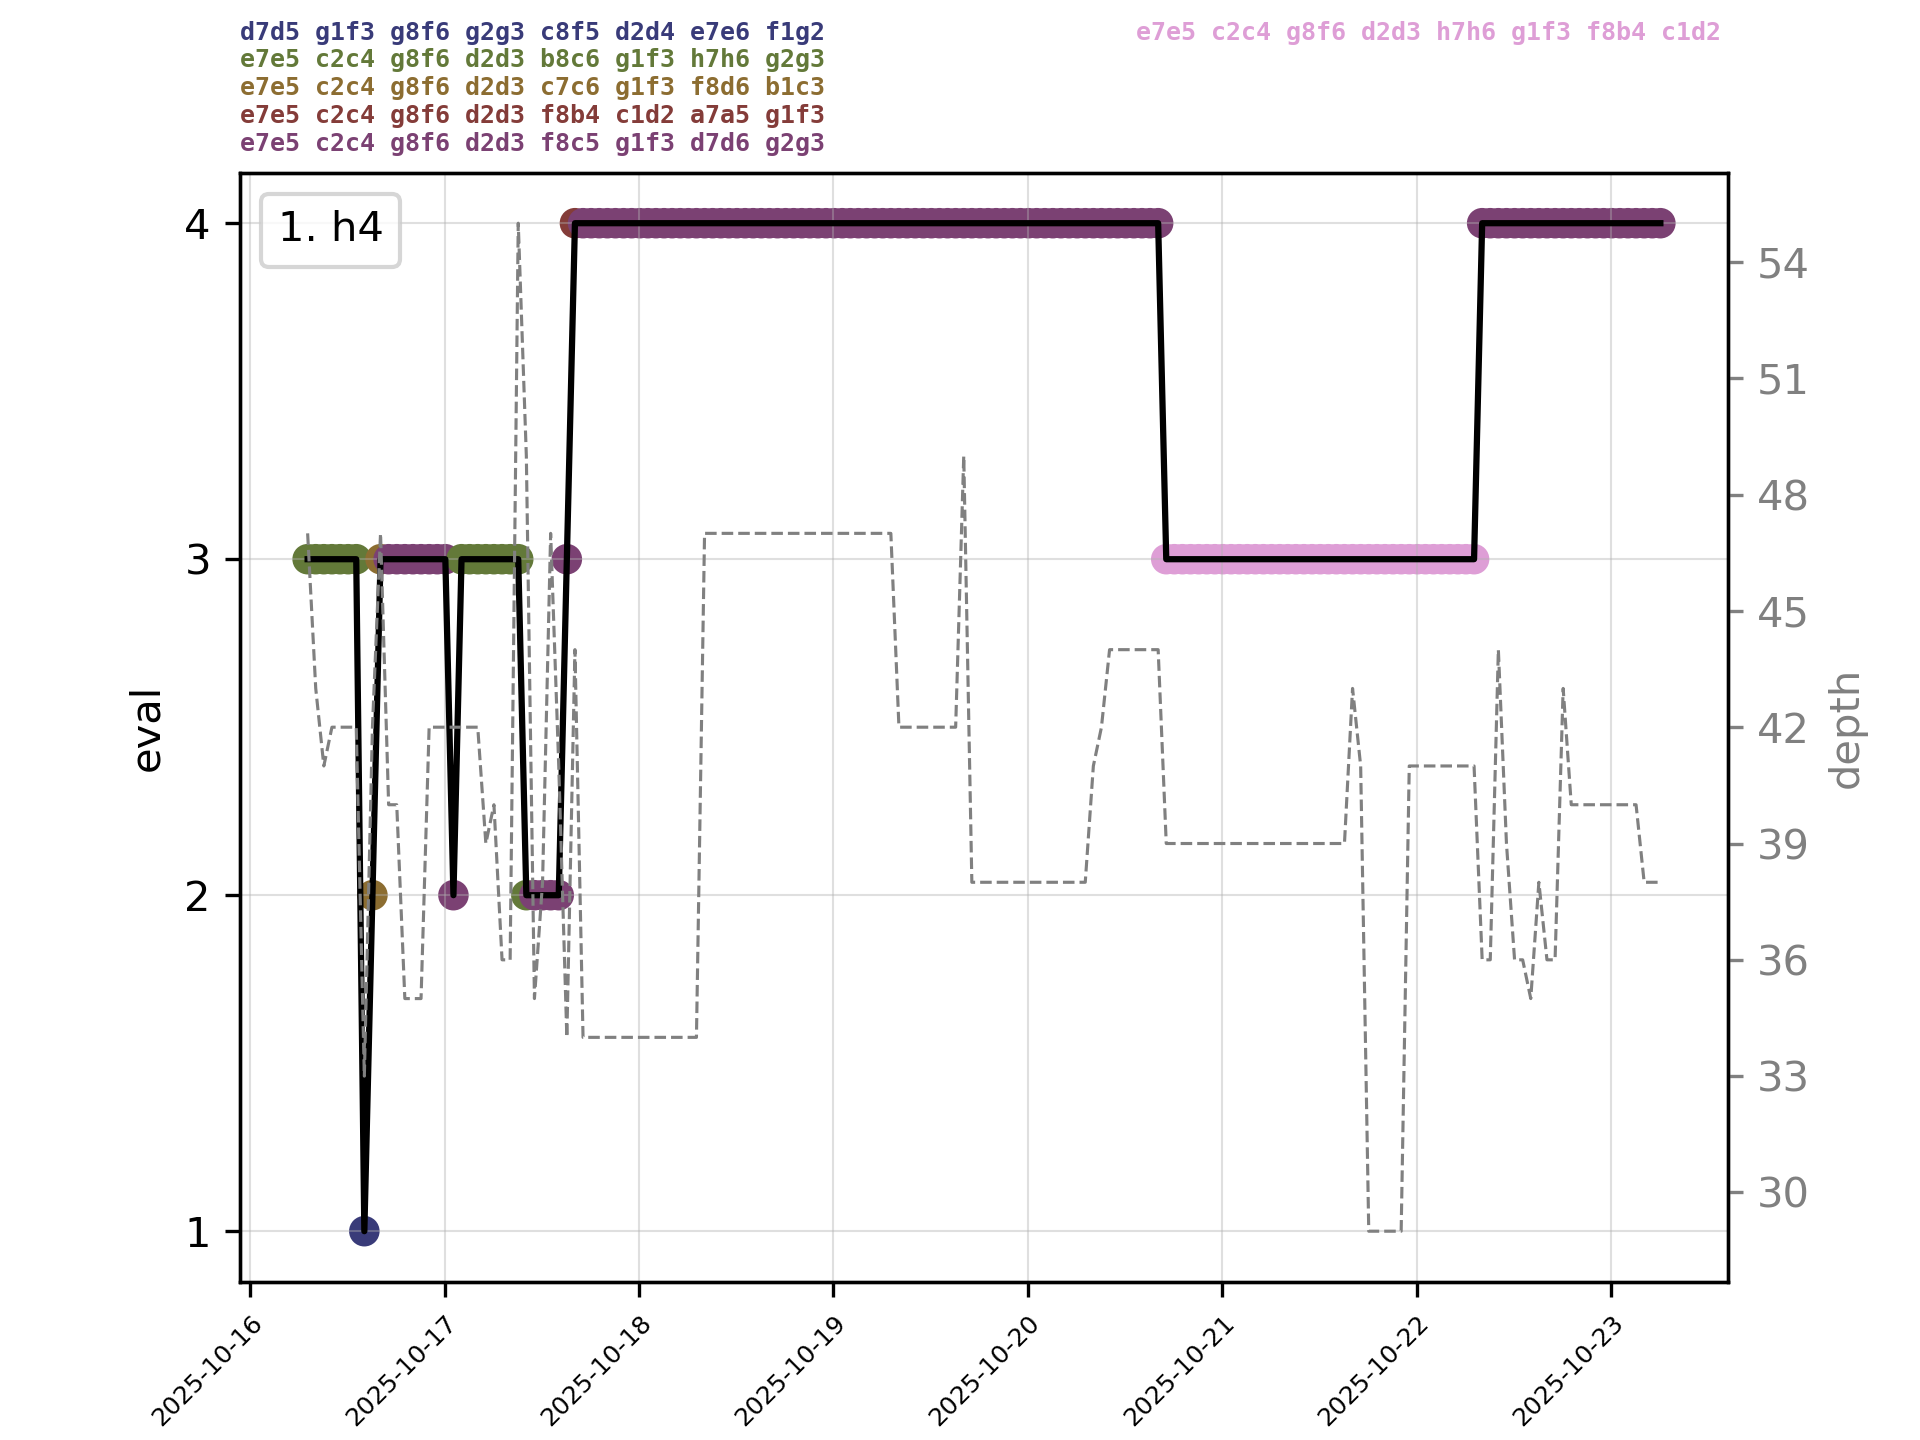 d7d5 g1f3 g8f6 g2g3 c8f5 d2d4 e7e6 f1g2
e7e5 c2c4 g8f6 d2d3 b8c6 g1f3 h7h6 g2g3
e7e5 c2c4 g8f6 d2d3 c7c6 g1f3 f8d6 b1c3
e7e5 c2c4 g8f6 d2d3 f8b4 c1d2 a7a5 g1f3
e7e5 c2c4 g8f6 d2d3 f8c5 g1f3 d7d6 g2g3
e7e5 c2c4 g8f6 d2d3 h7h6 g1f3 f8b4 c1d2
1. h4
eval
4
3
2
1
54
51
48
45
42
39
36
33
30
depth
2025-10-16
2025-10-17
2025-10-18
2025-10-19
2025-10-20
2025-10-21
2025-10-22
2025-10-23